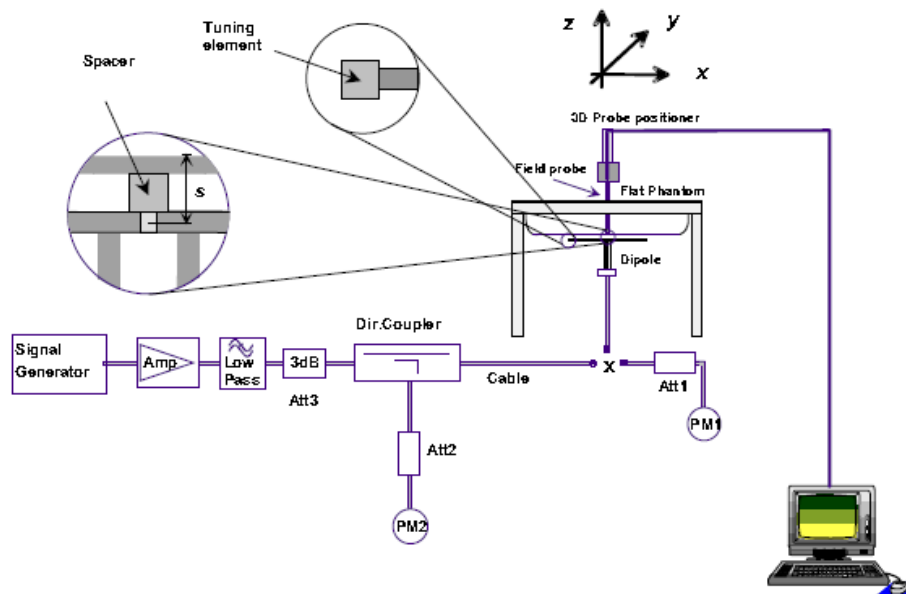 Tuning
element
z
y
x
Spacer
3D Probe positioner
Field probe
Flat Phantom
s
Dipole
Dir.Coupler
Signal
Generator
Amp
Low
Pass
3dB
Att3
Cable
x
Att1
PM1
Att2
PM2